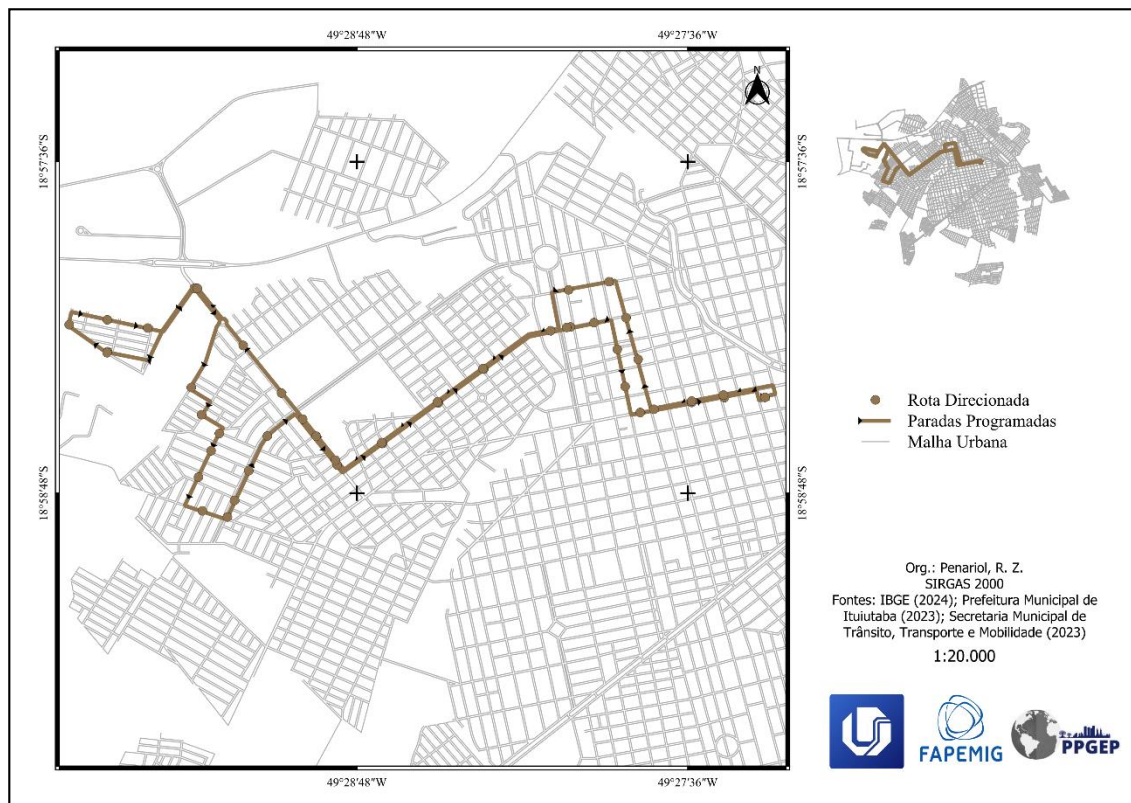 49°28'48"W
49°27'36"W
N
18°57'36"S
18°57'36"S
18°58'48"S
18°58'48"S
49°28'48"W
49°27'36"W
Rota Direcionada
Paradas Programadas
Malha Urbana
Org.: Penariol, R. Z.
SIRGAS 2000
Fontes: IBGE (2024); Prefeitura Municipal de
Ituiutaba (2023); Secretaria Municipal de
Trânsito, Transporte e Mobilidade (2023)
1:20.000
FAPEMIG
PPGEP